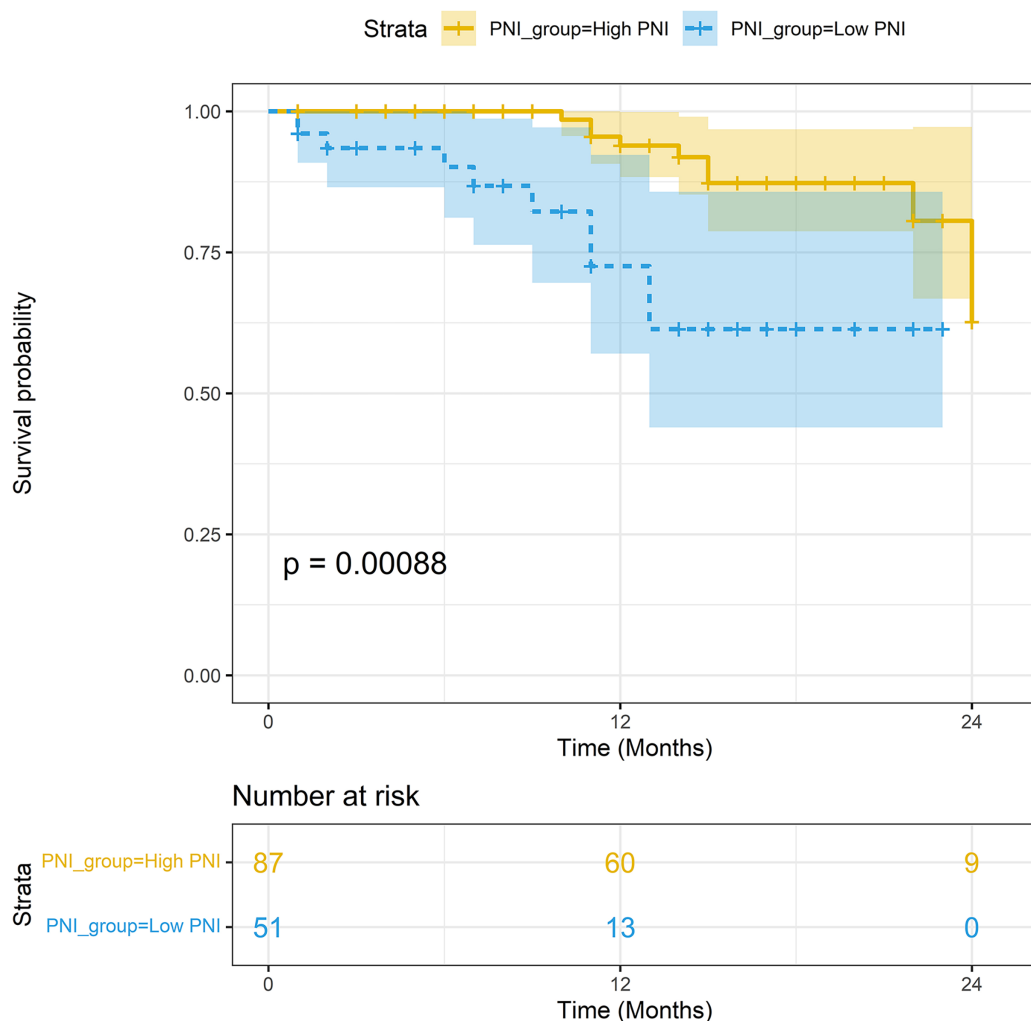 Strata PNI_group=High PNI PNI_group=Low PNI
Survival probability
1.00
0.75
0.50
0.25
0.00
p = 0.00088
0 12 24
Time (Months)
Number at risk
Strata
PNI_group=High PNI 87 60 9
PNI_group=Low PNI 51 13 0
0 12 24
Time (Months)